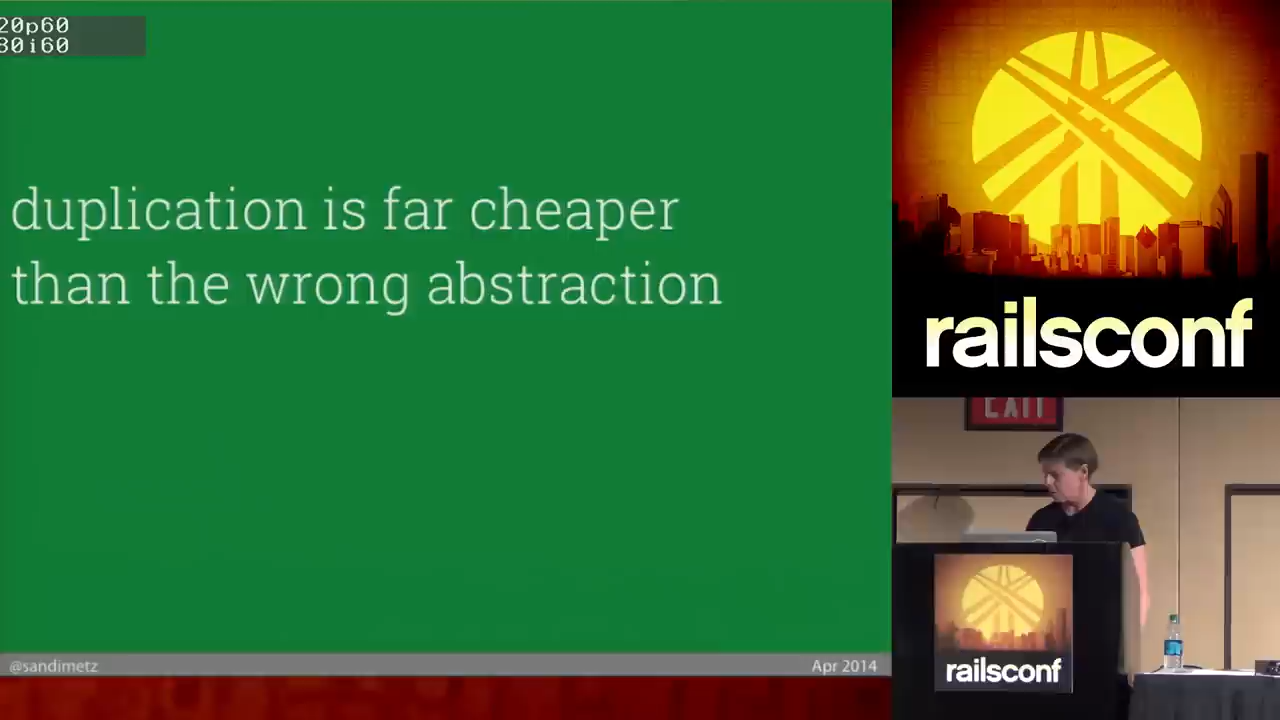 20p60
30i60
duplication is far cheaper
than the wrong abstraction
@sandimetz
Apr 2014
railsconf
EXIT
railsconf